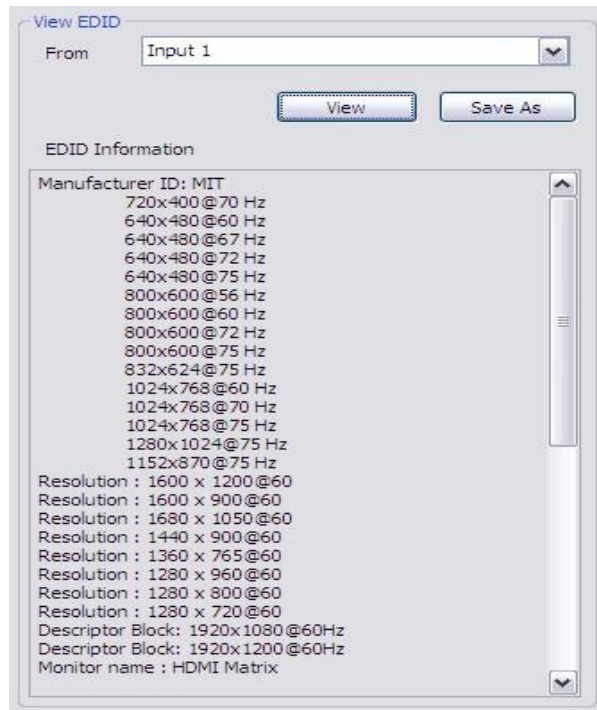 View EDID
From Input 1
View Save As
EDID Information
Manufacturer ID: MIT
720x400@70 Hz
640x480@60 Hz
640x480@67 Hz
640x480@72 Hz
640x480@75 Hz
800x600@56 Hz
800x600@60 Hz
800x600@72 Hz
800x600@75 Hz
832x624@75 Hz
1024x768@60 Hz
1024x768@70 Hz
1024x768@75 Hz
1280x1024@75 Hz
1152x870@75 Hz
Resolution : 1600 x 1200@60
Resolution : 1600 x 900@60
Resolution : 1680 x 1050@60
Resolution : 1440 x 900@60
Resolution : 1360 x 765@60
Resolution : 1280 x 960@60
Resolution : 1280 x 800@60
Resolution : 1280 x 720@60
Descriptor Block: 1920x1080@60Hz
Descriptor Block: 1920x1200@60Hz
Monitor name : HDMI Matrix